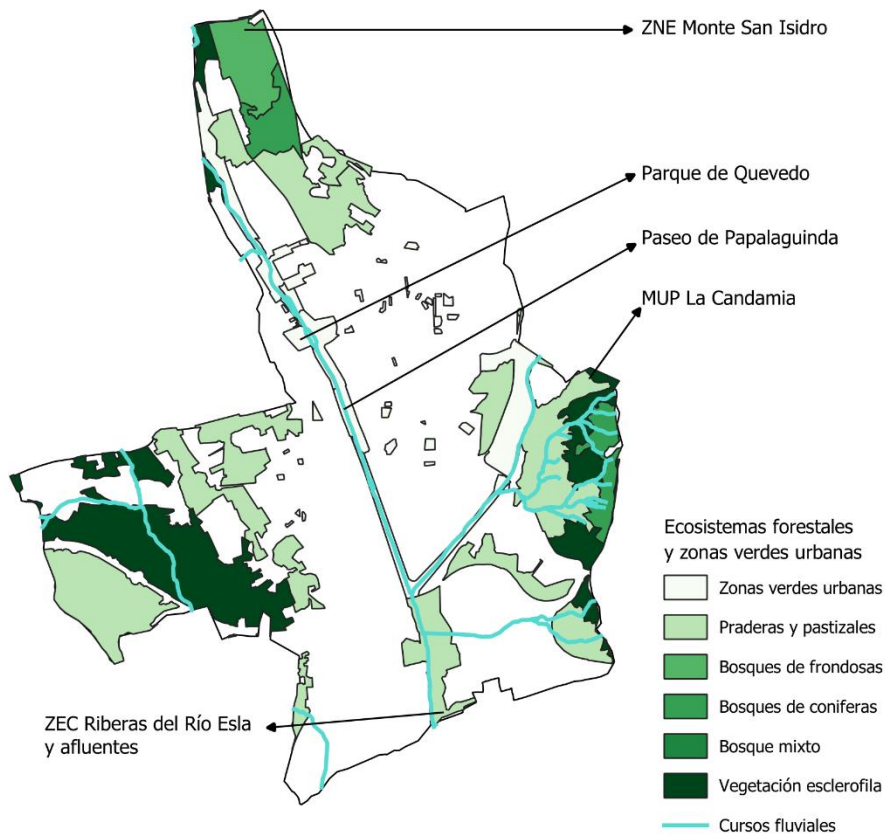 ZNE Monte San Isidro
Parque de Quevedo
Paseo de Papalaguinda
MUP La Candamia
ZEC Riberas del Río Esla
y afluentes
Ecosistemas forestales
y zonas verdes urbanas
Zonas verdes urbanas
Praderas y pastizales
Bosques de frondosas
Bosques de coniferas
Bosque mixto
Vegetación esclerofila
Cursos fluviales